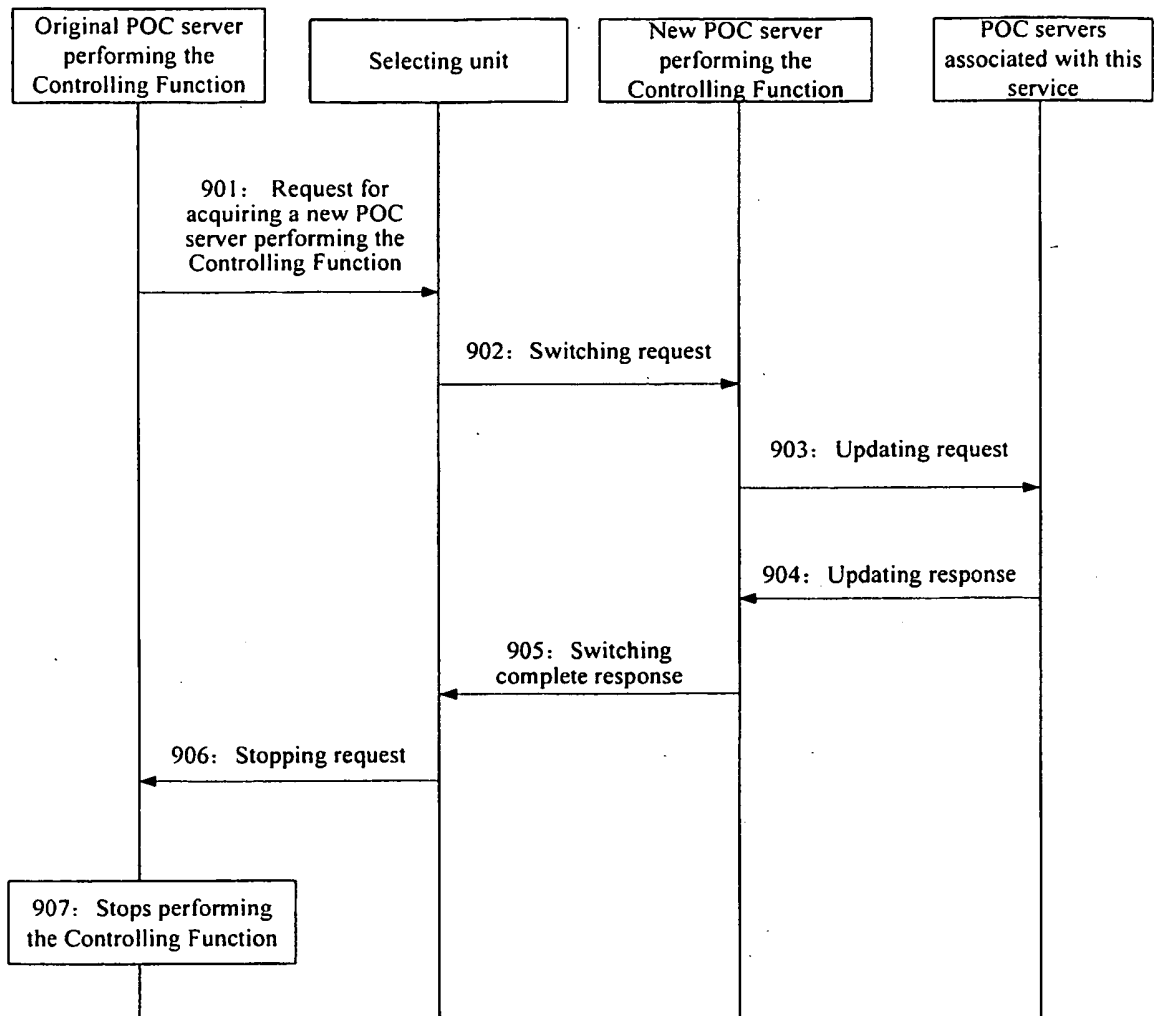 Original POC server
performing the
Controlling Function
Selecting unit
New POC server
performing the
Controlling Function
POC servers
associated with this
service
901: Request for
acquiring a new POC
server performing the
Controlling Function
902: Switching request
903: Updating request
904: Updating response
905: Switching
complete response
906: Stopping request
907: Stops performing
the Controlling Function